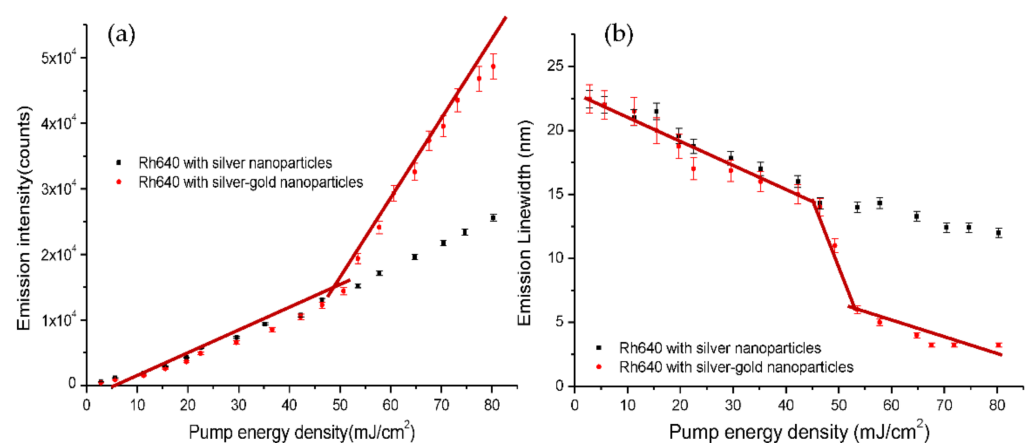 (a)
5x10⁴
4x10⁴
3x10⁴
2x10⁴
1x10⁴
0
Emission intensity(counts)
Rh640 with silver nanoparticles
Rh640 with silver-gold nanoparticles
0 10 20 30 40 50 60 70 80
Pump energy density(mJ/cm²)
(b)
25
20
15
10
5
0
Emission Linewidth (nm)
Rh640 with silver nanoparticles
Rh640 with silver-gold nanoparticles
0 10 20 30 40 50 60 70 80
Pump energy density (mJ/cm²)